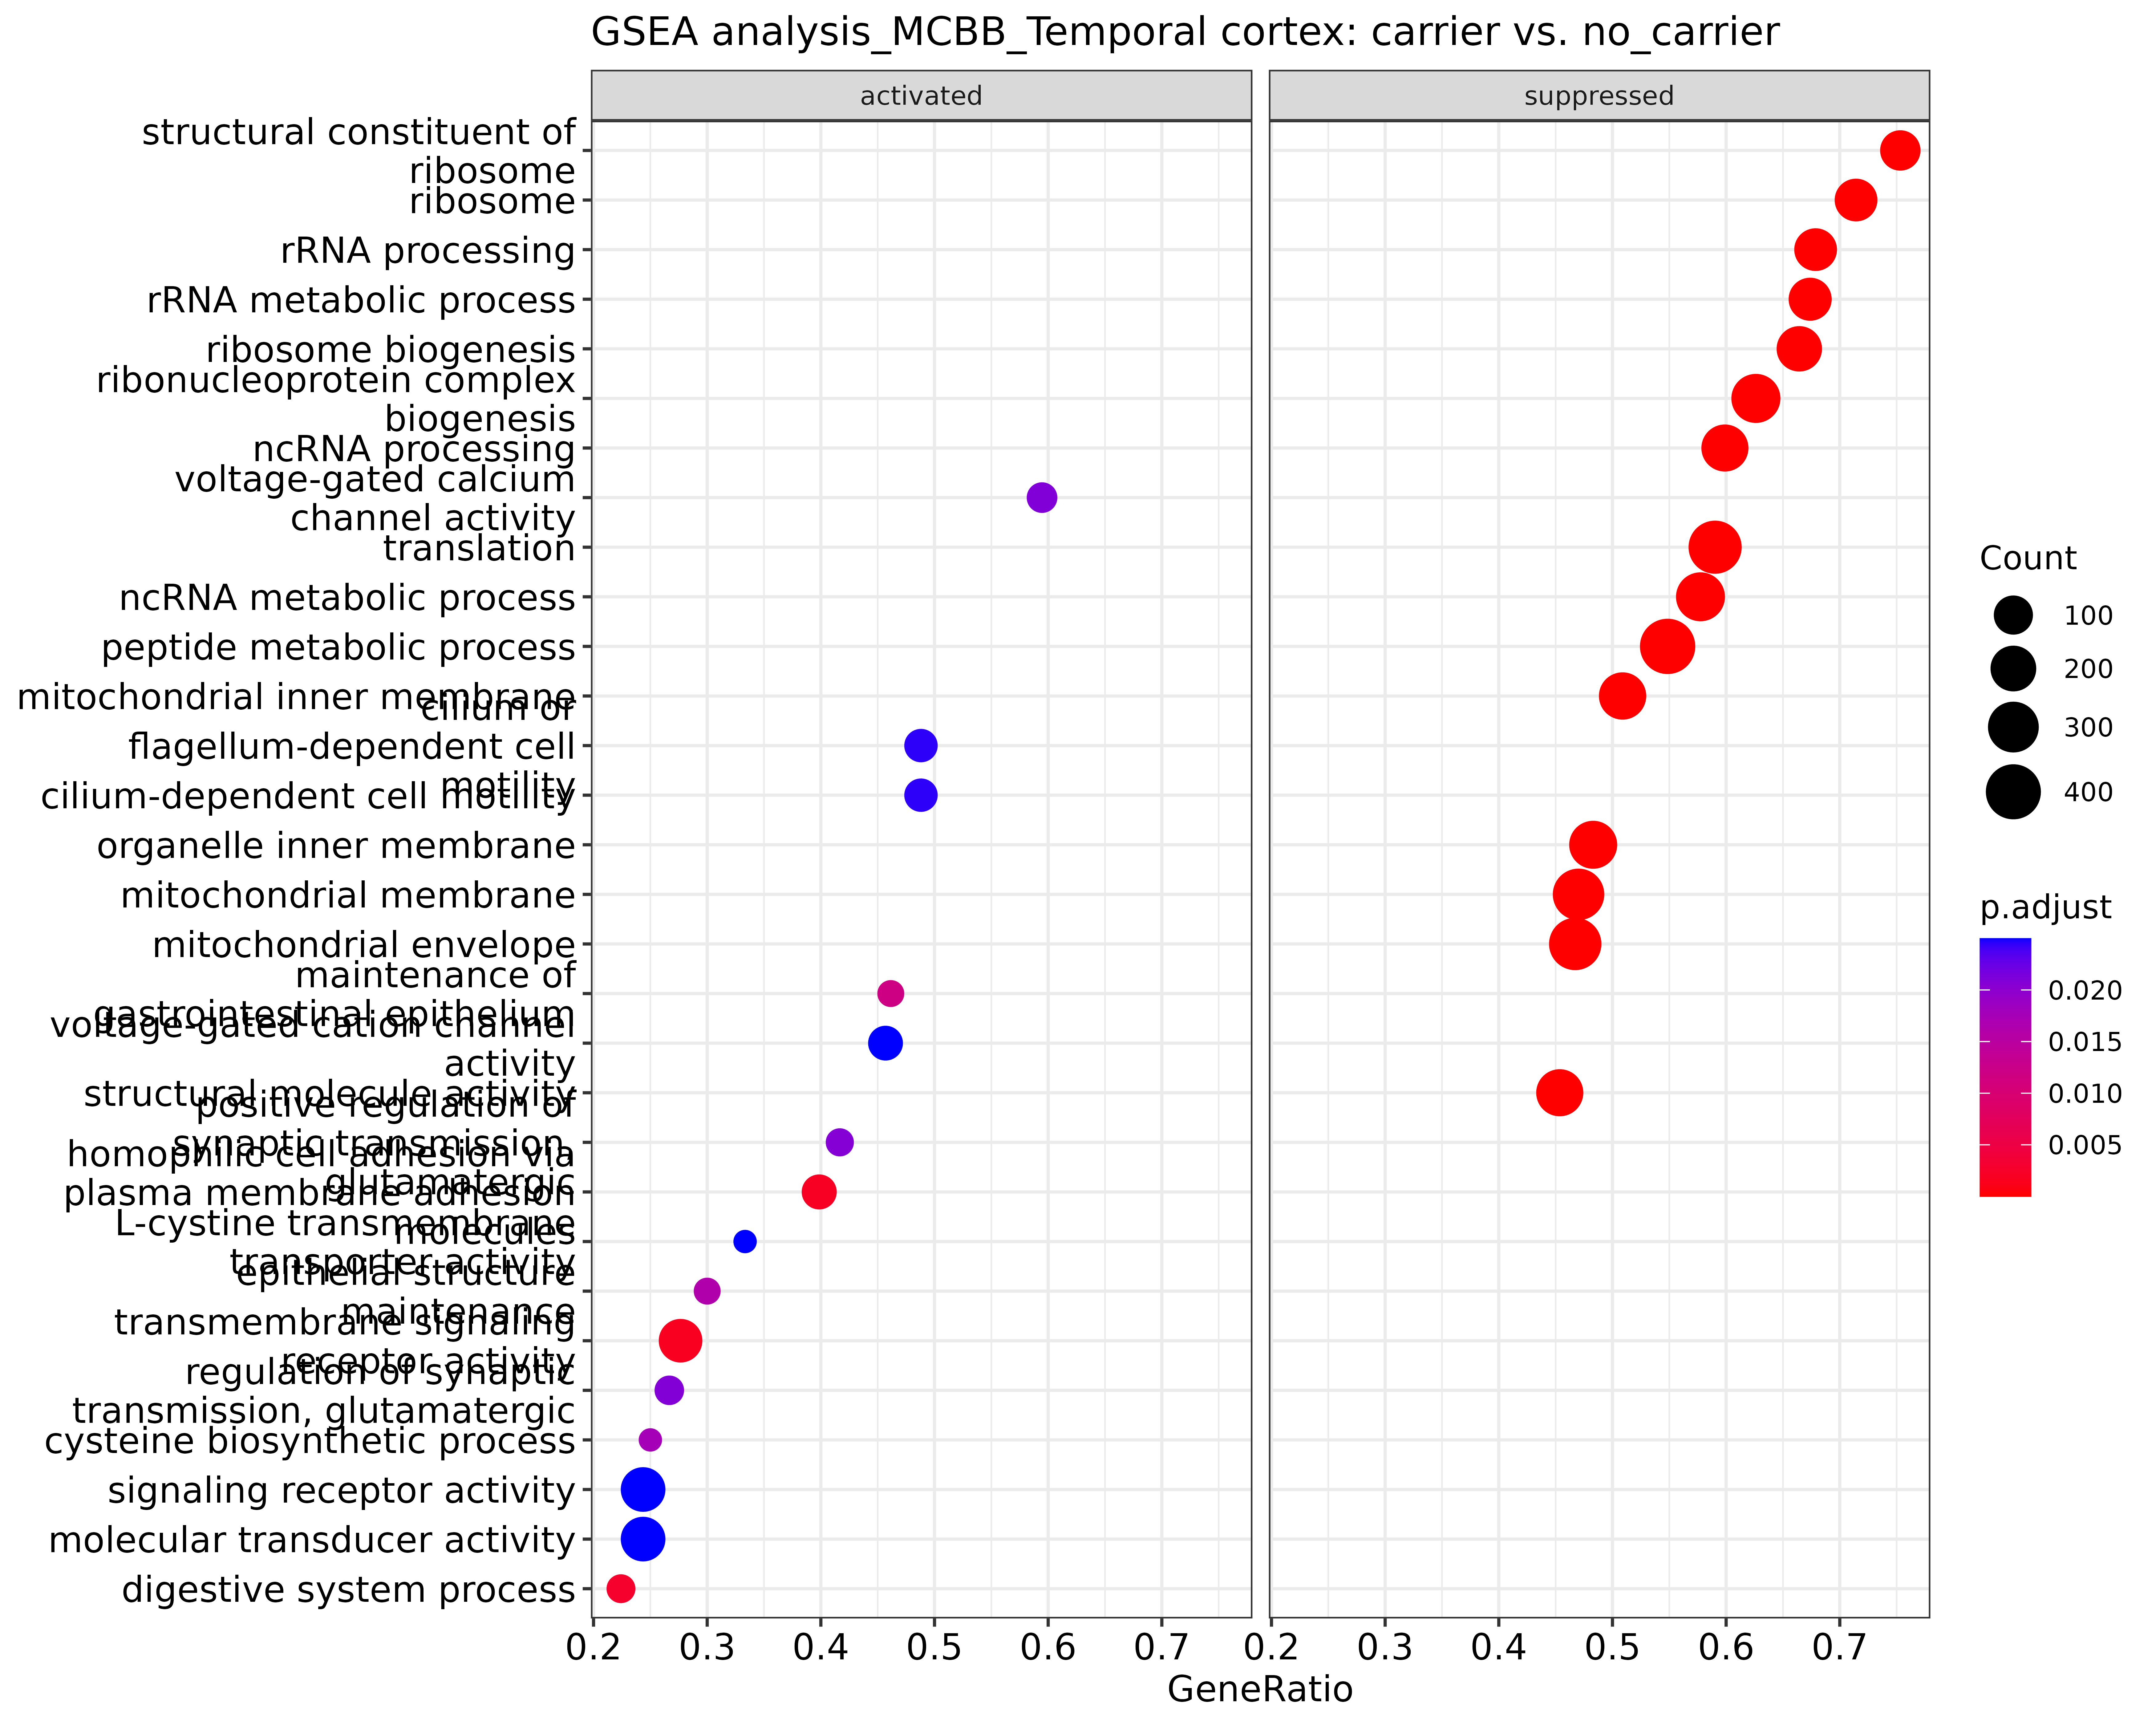 GSEA analysis_MCBB_Temporal cortex: carrier vs. no_carrier
activated
suppressed
structural constituent of
ribosome
ribosome
rRNA processing
rRNA metabolic process
ribosome biogenesis
ribonucleoprotein complex
biogenesis
ncRNA processing
voltage-gated calcium
channel activity
translation
ncRNA metabolic process
peptide metabolic process
mitochondrial inner membrane
cilium or
flagellum-dependent cell
motility
cilium-dependent cell motility
organelle inner membrane
mitochondrial membrane
mitochondrial envelope
maintenance of
gastrointestinal epithelium
voltage-gated cation channel
activity
structural molecule activity
positive regulation of
synaptic transmission,
glutamatergic
homophilic cell adhesion via
plasma membrane adhesion
molecules
L-cystine transmembrane
transporter activity
epithelial structure
maintenance
transmembrane signaling
receptor activity
regulation of synaptic
transmission, glutamatergic
cysteine biosynthetic process
signaling receptor activity
molecular transducer activity
digestive system process
0.2 0.3 0.4 0.5 0.6 0.7
0.2 0.3 0.4 0.5 0.6 0.7
GeneRatio
Count
100
200
300
400
p.adjust
0.020
0.015
0.010
0.005